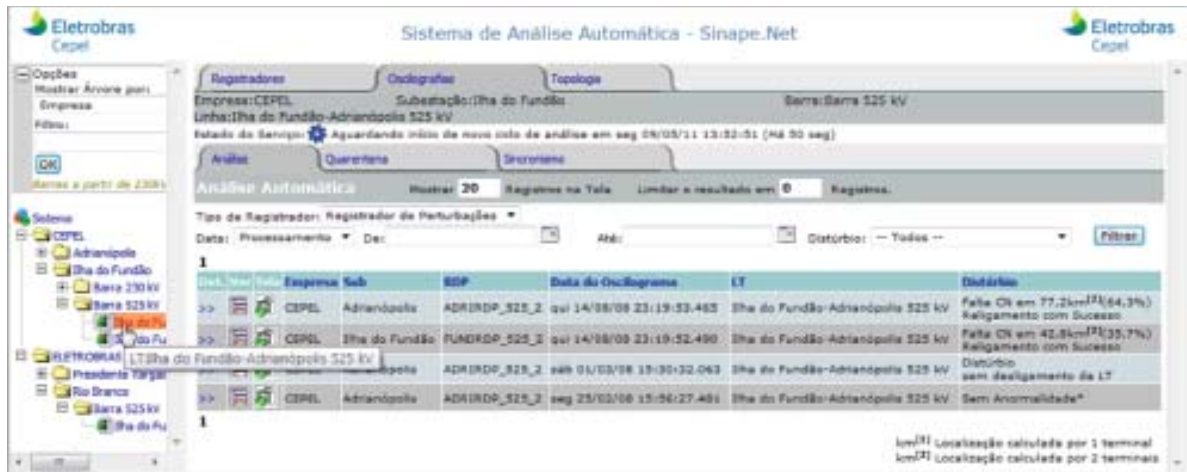 Eletrobras
Cepel
Sistema de Análise Automática - Sinape.Net
Eletrobras
Cepel
Opções
Mostrar Árvore por:
Empresa
Filtro:
OK
Barras a partir de 230kV
Sistema
CEPEL
Adrianópolis
Ilha do Fundão
Barra 230 kV
Barra 525 kV
Ilha do Fu
do Fu
ELETROBRAS
Presidente Vargas
Rio Branco
Barra 525 kV
Ilha do Fu
LT:Ilha do Fundão-Adrianópolis 525 kV
Registradores Oscilografias Topologia
Empresa:CEPEL Subestação:Ilha do Fundão Barra:Barra 525 kV
Linha:Ilha do Fundão-Adrianópolis 525 kV
Estado do Serviço: Aguardando início de novo ciclo de análise em seg 09/05/11 13:52:51 (Há 50 seg)
Análise Quarentena Sincronismo
Análise Automática Mostrar 20 Registros na Tela Limitar o resultado em 0 Registros.
Tipo de Registrador: Registrador de Perturbações
Data: Processamento De: Até: Distúrbio: -- Todos -- Filtrar
1
Det. Ver Empresa Sub RDP Data do Oscilograma LT Distúrbio
>> CEPEL Adrianópolis ADRIRDP_525_2 qui 14/08/08 23:19:53.465 Ilha do Fundão-Adrianópolis 525 kV Falta CN em 77.2km[2](64,3%)
Religamento com Sucesso
>> CEPEL Ilha do Fundão FUNDRDP_525_2 qui 14/08/08 23:19:52.490 Ilha do Fundão-Adrianópolis 525 kV Falta CN em 42.8km[2](35,7%)
Religamento com Sucesso
Adrianópolis ADRIRDP_525_2 sáb 01/03/08 15:30:32.063 Ilha do Fundão-Adrianópolis 525 kV Distúrbio
sem desligamento da LT
>> CEPEL Adrianópolis ADRIRDP_525_2 seg 25/02/08 15:56:27.481 Ilha do Fundão-Adrianópolis 525 kV Sem Anormalidade*
1
km[1] Localização calculada por 1 terminal
km[2] Localização calculada por 2 terminais